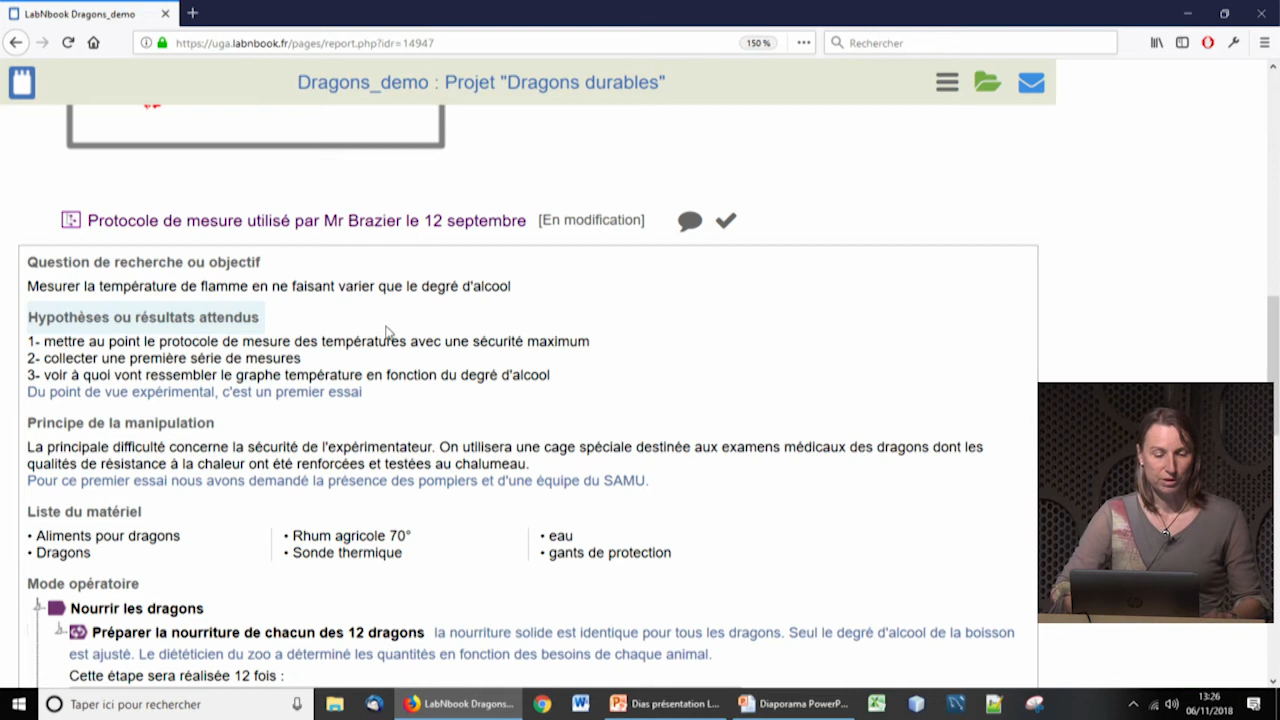 LabNbook Dragons_demo
https://uga.labnbook.fr/pages/report.php?idr=14947
150 %
Rechercher
Dragons_demo : Projet "Dragons durables"
Protocole de mesure utilisé par Mr Brazier le 12 septembre [En modification]
Question de recherche ou objectif
Mesurer la température de flamme en ne faisant varier que le degré d'alcool
Hypothèses ou résultats attendus
1- mettre au point le protocole de mesure des températures avec une sécurité maximum
2- collecter une première série de mesures
3- voir à quoi vont ressembler le graphe température en fonction du degré d'alcool
Du point de vue expérimental, c'est un premier essai
Principe de la manipulation
La principale difficulté concerne la sécurité de l'expérimentateur. On utilisera une cage spéciale destinée aux examens médicaux des dragons dont les
qualités de résistance à la chaleur ont été renforcées et testées au chalumeau.
Pour ce premier essai nous avons demandé la présence des pompiers et d'une équipe du SAMU.
Liste du matériel
• Aliments pour dragons • Rhum agricole 70° • eau
• Dragons • Sonde thermique • gants de protection
Mode opératoire
Nourrir les dragons
Préparer la nourriture de chacun des 12 dragons la nourriture solide est identique pour tous les dragons. Seul le degré d'alcool de la boisson
est ajusté. Le diététicien du zoo a déterminé les quantités en fonction des besoins de chaque animal.
Cette étape sera réalisée 12 fois :
Taper ici pour rechercher
LabNbook Dragons...
Dias présentation L...
Diaporama PowerP...
13:26
06/11/2018